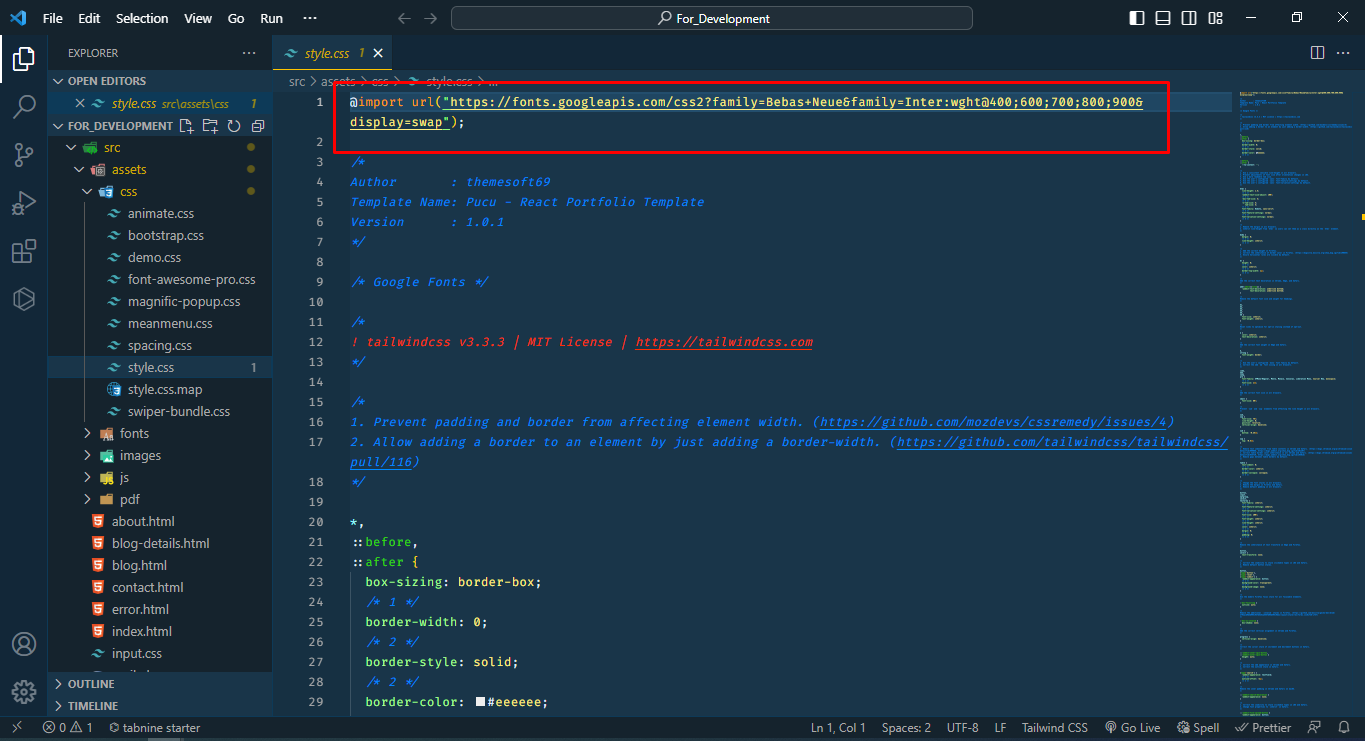 File Edit Selection View Go Run ···
For_Development
EXPLORER
OPEN EDITORS
style.css src\assets\css 1
FOR_DEVELOPMENT
src
assets
css
animate.css
bootstrap.css
demo.css
font-awesome-pro.css
magnific-popup.css
meanmenu.css
spacing.css
style.css 1
style.css.map
swiper-bundle.css
fonts
images
js
pdf
about.html
blog-details.html
blog.html
contact.html
error.html
index.html
input.css
OUTLINE
TIMELINE
style.css 1
src > assets > css > style.css > ...
1 @import url("https://fonts.googleapis.com/css2?family=Bebas+Neue&family=Inter:wght@400;600;700;800;900&
display=swap");
2
3 /*
4 Author : themesoft69
5 Template Name: Pucu - React Portfolio Template
6 Version : 1.0.1
7 */
8
9 /* Google Fonts */
10
11 /*
12 ! tailwindcss v3.3.3 | MIT License | https://tailwindcss.com
13 */
14
15 /*
16 1. Prevent padding and border from affecting element width. (https://github.com/mozdevs/cssremedy/issues/4)
17 2. Allow adding a border to an element by just adding a border-width. (https://github.com/tailwindcss/tailwindcss/
pull/116)
18 */
19
20 *,
21 ::before,
22 ::after {
23 box-sizing: border-box;
24 /* 1 */
25 border-width: 0;
26 /* 2 */
27 border-style: solid;
28 /* 2 */
29 border-color: #eeeeee;
0 1 tabnine starter
Ln 1, Col 1 Spaces: 2 UTF-8 LF Tailwind CSS Go Live Spell Prettier